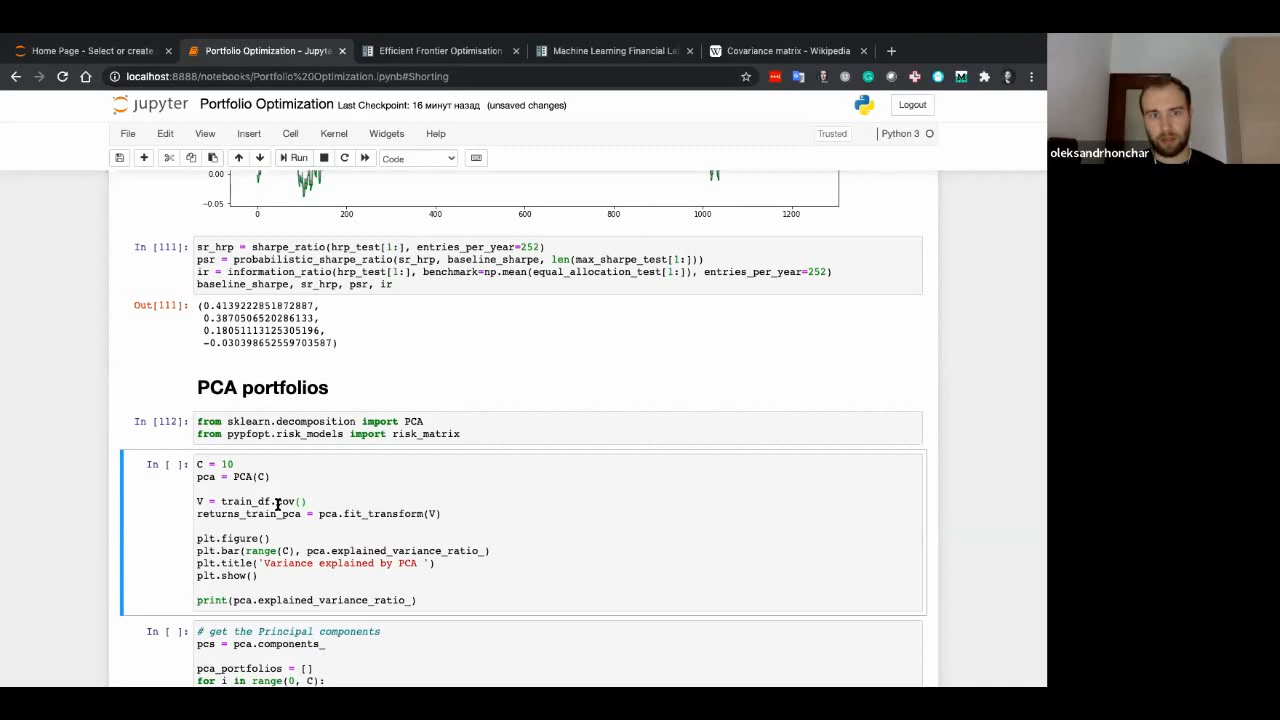 Home Page - Select or create
Portfolio Optimization - Jupyte
Efficient Frontier Optimisation
Machine Learning Financial La
Covariance matrix - Wikipedia
localhost:8888/notebooks/Portfolio%20Optimization.ipynb#Shorting
jupyter Portfolio Optimization Last Checkpoint: 16 минут назад (unsaved changes)
Logout
File Edit View Insert Cell Kernel Widgets Help
Trusted
Python 3
Run
Code
0.00
-0.05
0 200 400 600 800 1000 1200
In [111]: sr_hrp = sharpe_ratio(hrp_test[1:], entries_per_year=252)
psr = probabilistic_sharpe_ratio(sr_hrp, baseline_sharpe, len(max_sharpe_test[1:]))
ir = information_ratio(hrp_test[1:], benchmark=np.mean(equal_allocation_test[1:]), entries_per_year=252)
baseline_sharpe, sr_hrp, psr, ir
Out[111]: (0.4139222851872887,
0.3870506520286133,
0.18051113125305196,
-0.030398652559703587)
PCA portfolios
In [112]: from sklearn.decomposition import PCA
from pypfopt.risk_models import risk_matrix
In [ ]: C = 10
pca = PCA(C)
V = train_df.cov()
returns_train_pca = pca.fit_transform(V)
plt.figure()
plt.bar(range(C), pca.explained_variance_ratio_)
plt.title('Variance explained by PCA ')
plt.show()
print(pca.explained_variance_ratio_)
In [ ]: # get the Principal components
pcs = pca.components_
pca_portfolios = []
for i in range(0, C):
oleksandrhonchar